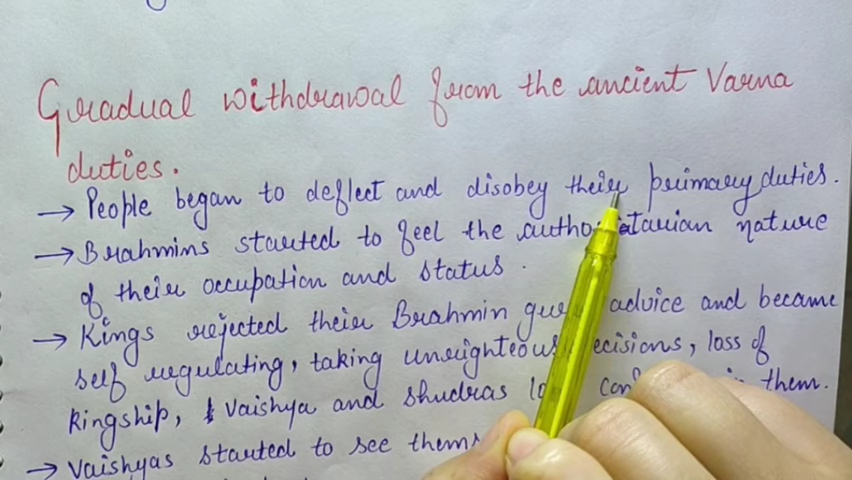 Gradual withdrawal from the ancient Varna
duties.
→ People began to deflect and disobey their primary duties.
→ Brahmins started to feel the nature
of their occupation and status.
→ Kings rejected their Brahmin advice and became
self regulating, taking unrighteous decisions, loss of
kingship, Vaishya and Shudras in them.
→ Vaishyas started to see